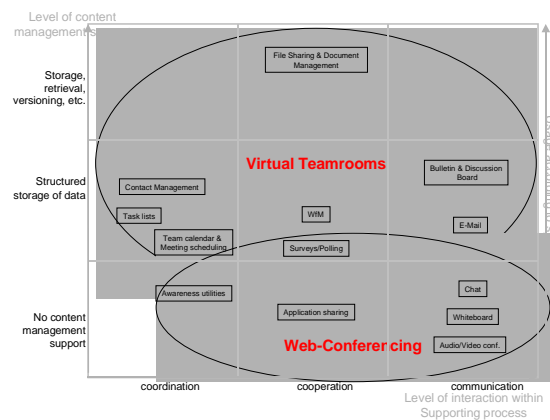 Level of content
management s
Storage,
retrieval,
versioning, etc.
File Sharing & Document
Management
Virtual Teamrooms
Bulletin & Discussion
Board
Structured
storage of data
Contact Management
Task lists
WfM
E-Mail
Team calendar &
Meeting scheduling
Surveys/Polling
Awareness utilities
Chat
Application sharing
Whiteboard
No content
management
support
Web-Conferencing
Audio/Video conf.
coordination
cooperation
communication
Level of interaction within
Supporting process